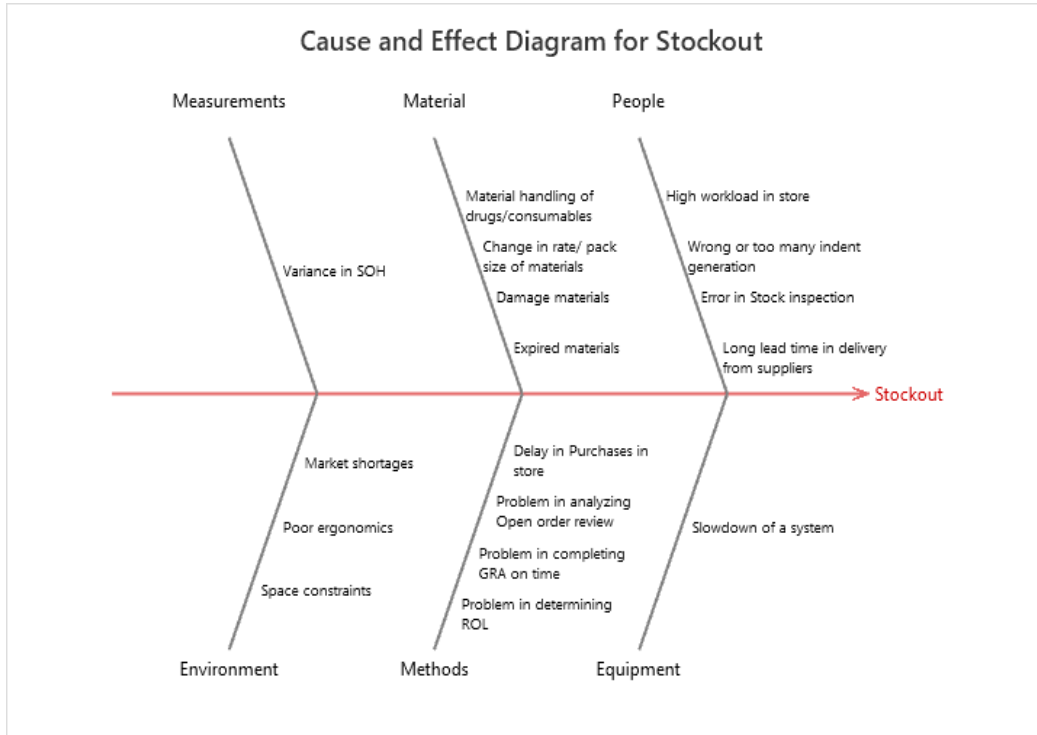 Cause and Effect Diagram for Stockout
Measurements
Material
People
Material handling of
drugs/consumables
Change in rate/ pack
size of materials
Damage materials
Expired materials
High workload in store
Wrong or too many indent
generation
Error in Stock inspection
Long lead time in delivery
from suppliers
Variance in SOH
Stockout
Market shortages
Poor ergonomics
Space constraints
Delay in Purchases in
store
Problem in analyzing
Open order review
Problem in completing
GRA on time
Problem in determining
ROL
Slowdown of a system
Environment
Methods
Equipment